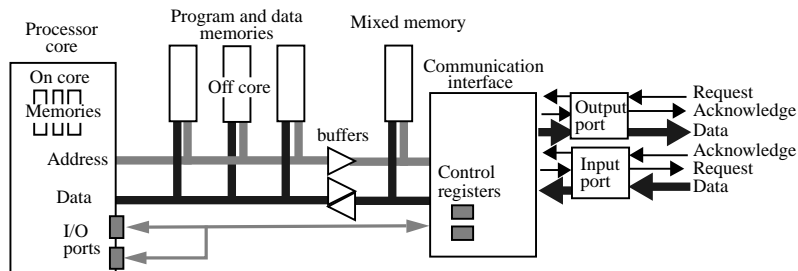 Processor
core
On core
Memories
Address
Data
I/O
ports
Program and data
memories
Off core
buffers
Mixed memory
Communication
interface
Control
registers
Output
port
Input
port
Request
Acknowledge
Data
Acknowledge
Request
Data